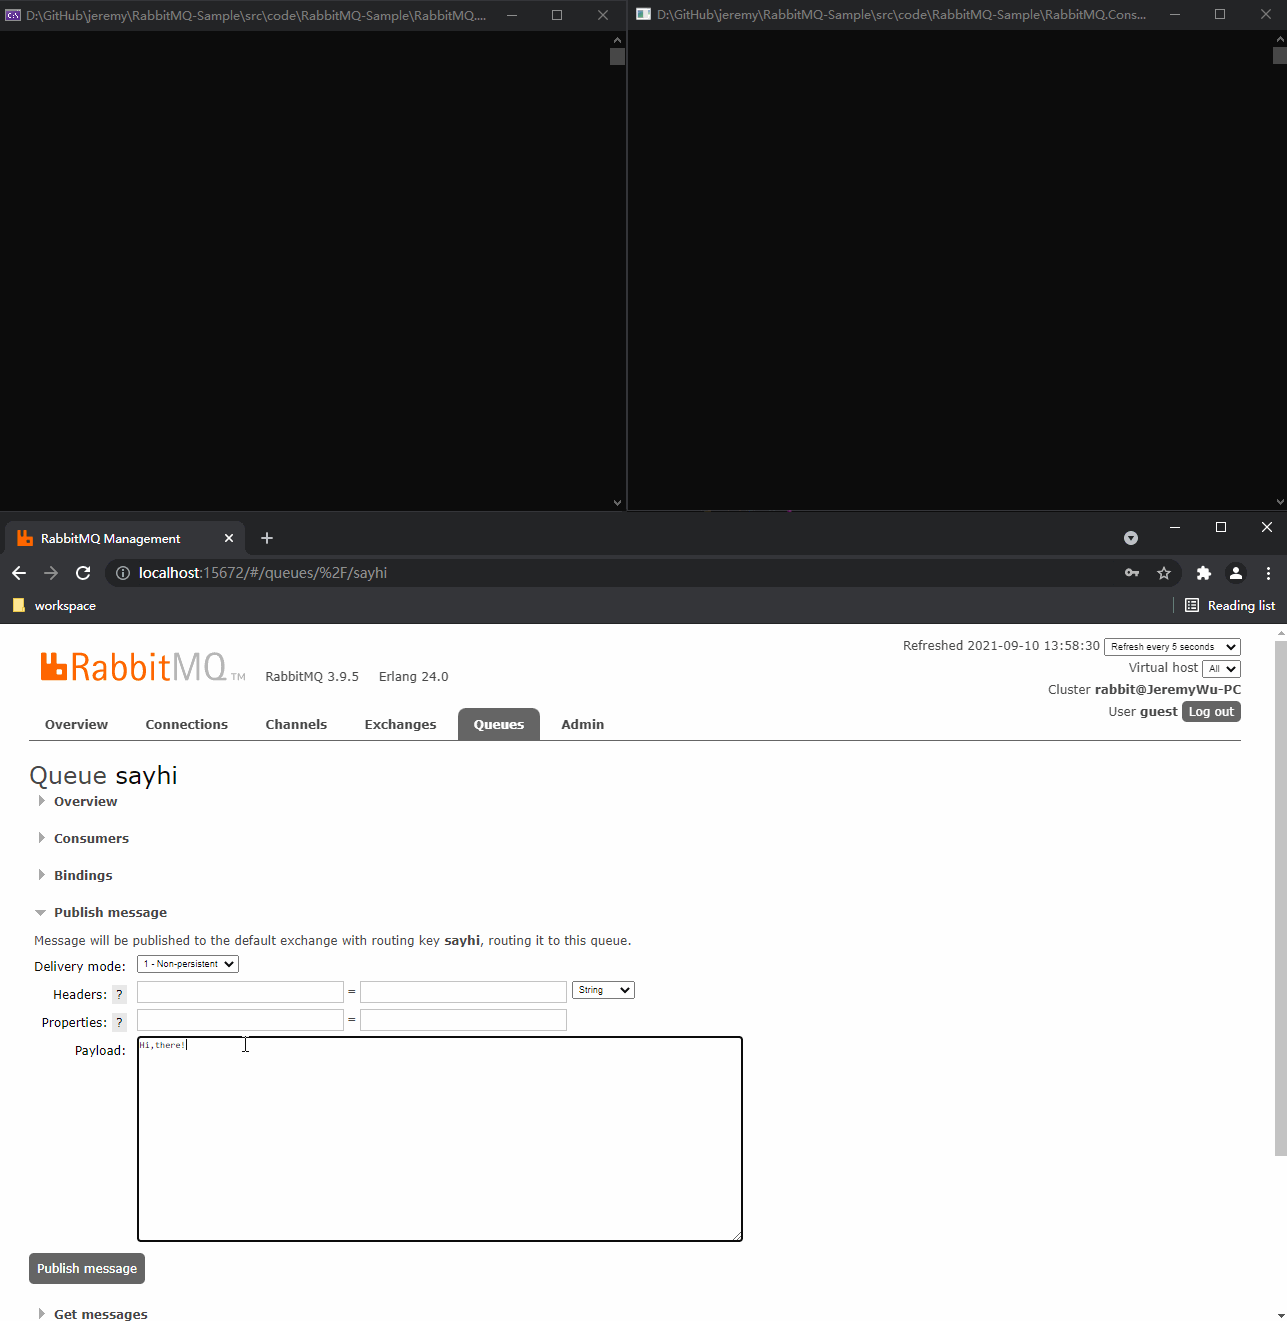 D:\GitHub\jeremy\RabbitMQ-Sample\src\code\RabbitMQ-Sample\RabbitMQ....
D:\GitHub\jeremy\RabbitMQ-Sample\src\code\RabbitMQ-Sample\RabbitMQ.Cons...
RabbitMQ Management
localhost:15672/#/queues/%2F/sayhi
workspace
Reading list
Refreshed 2021-09-10 13:58:30 Refresh every 5 seconds
RabbitMQ TM RabbitMQ 3.9.5 Erlang 24.0
Virtual host All
Cluster rabbit@JeremyWu-PC
User guest Log out
Overview Connections Channels Exchanges Queues Admin
Queue sayhi
Overview
Consumers
Bindings
Publish message
Message will be published to the default exchange with routing key sayhi, routing it to this queue.
Delivery mode: 1 - Non-persistent
Headers: ? = String
Properties: ? =
Payload: Hi,there!
Publish message
Get messages